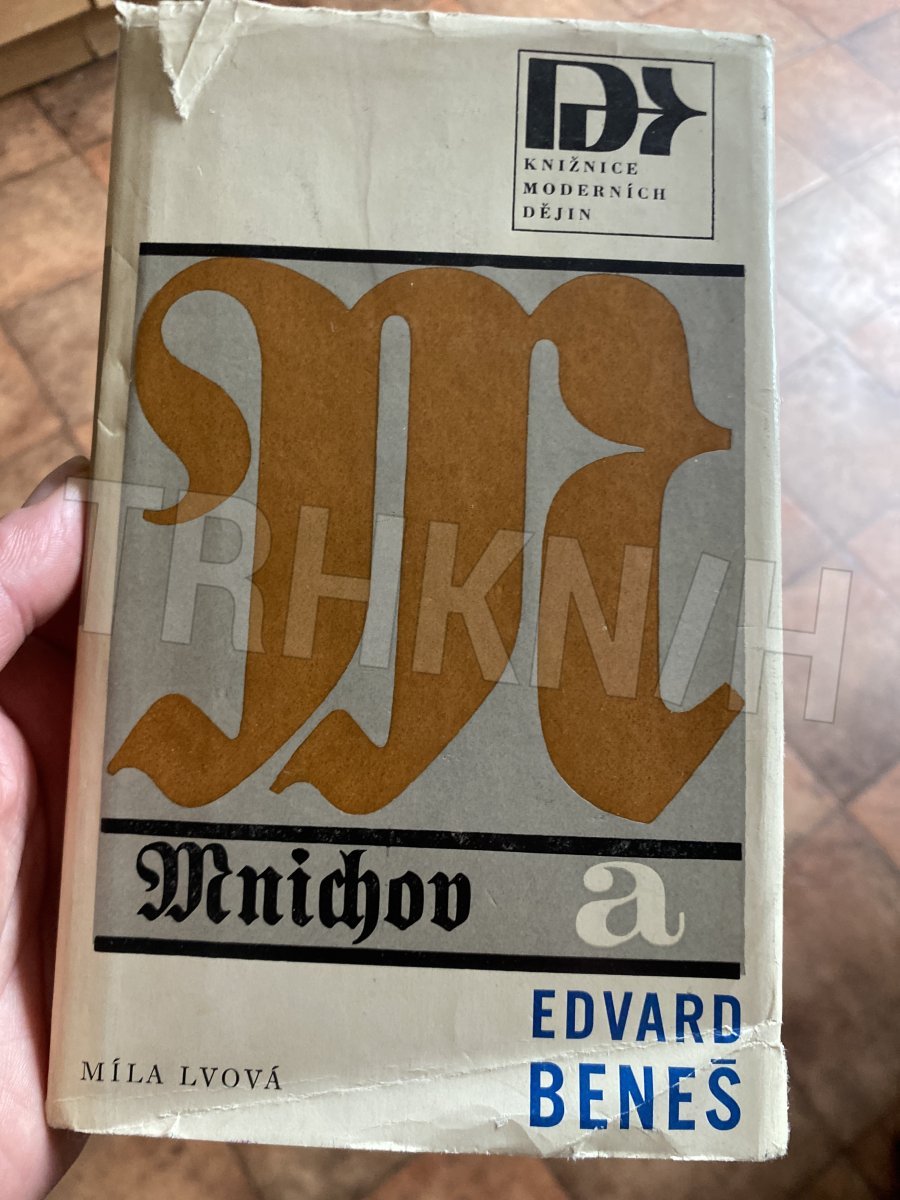 KNIŽNICE
MODERNÍCH
DĚJIN
M
TRHKNIH
Mnichov a
EDVARD
BENEŠ
MÍLA LVOVÁ